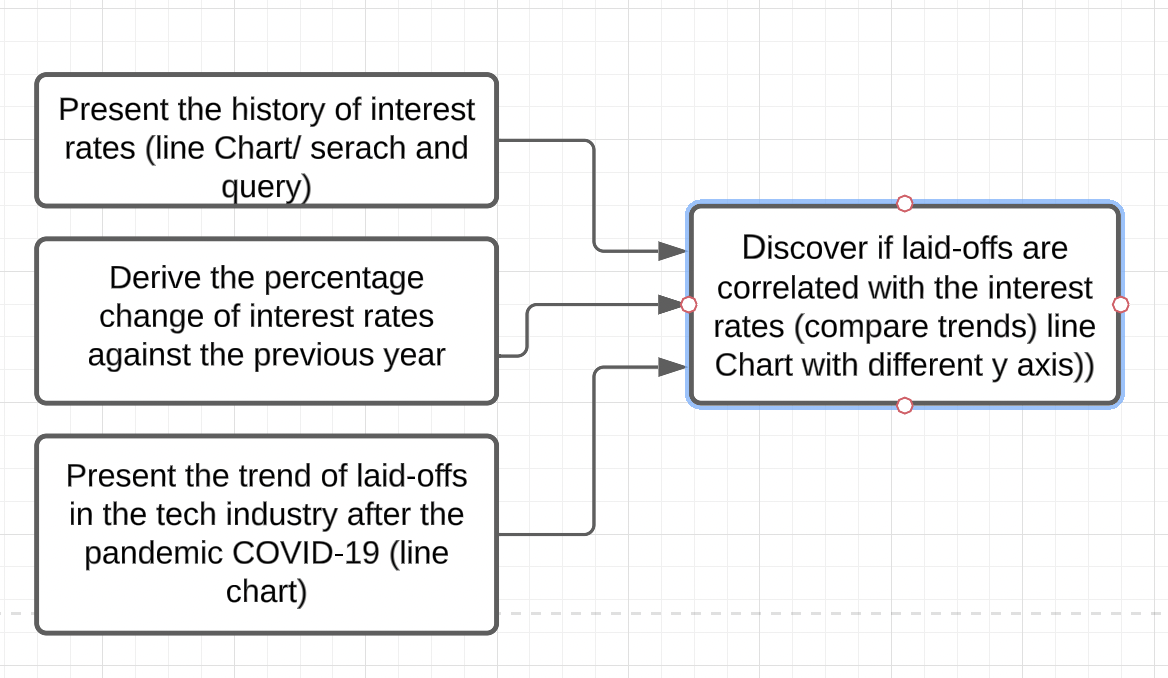 Present the history of interest
rates (line Chart/ serach and
query)
Derive the percentage
change of interest rates
against the previous year
Present the trend of laid-offs
in the tech industry after the
pandemic COVID-19 (line
chart)
Discover if laid-offs are
correlated with the interest
rates (compare trends) line
Chart with different y axis))